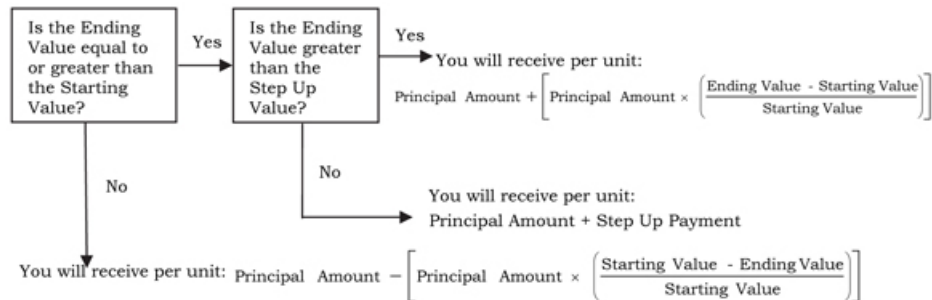 Is the Ending
Value equal to
or greater than
the Starting
Value?
Yes
Is the Ending
Value greater
than the
Step Up
Value?
Yes
You will receive per unit:
Principal Amount + [Principal Amount × (Ending Value - Starting Value / Starting Value)]
No
No
You will receive per unit:
Principal Amount + Step Up Payment
You will receive per unit: Principal Amount − [Principal Amount × (Starting Value - Ending Value / Starting Value)]